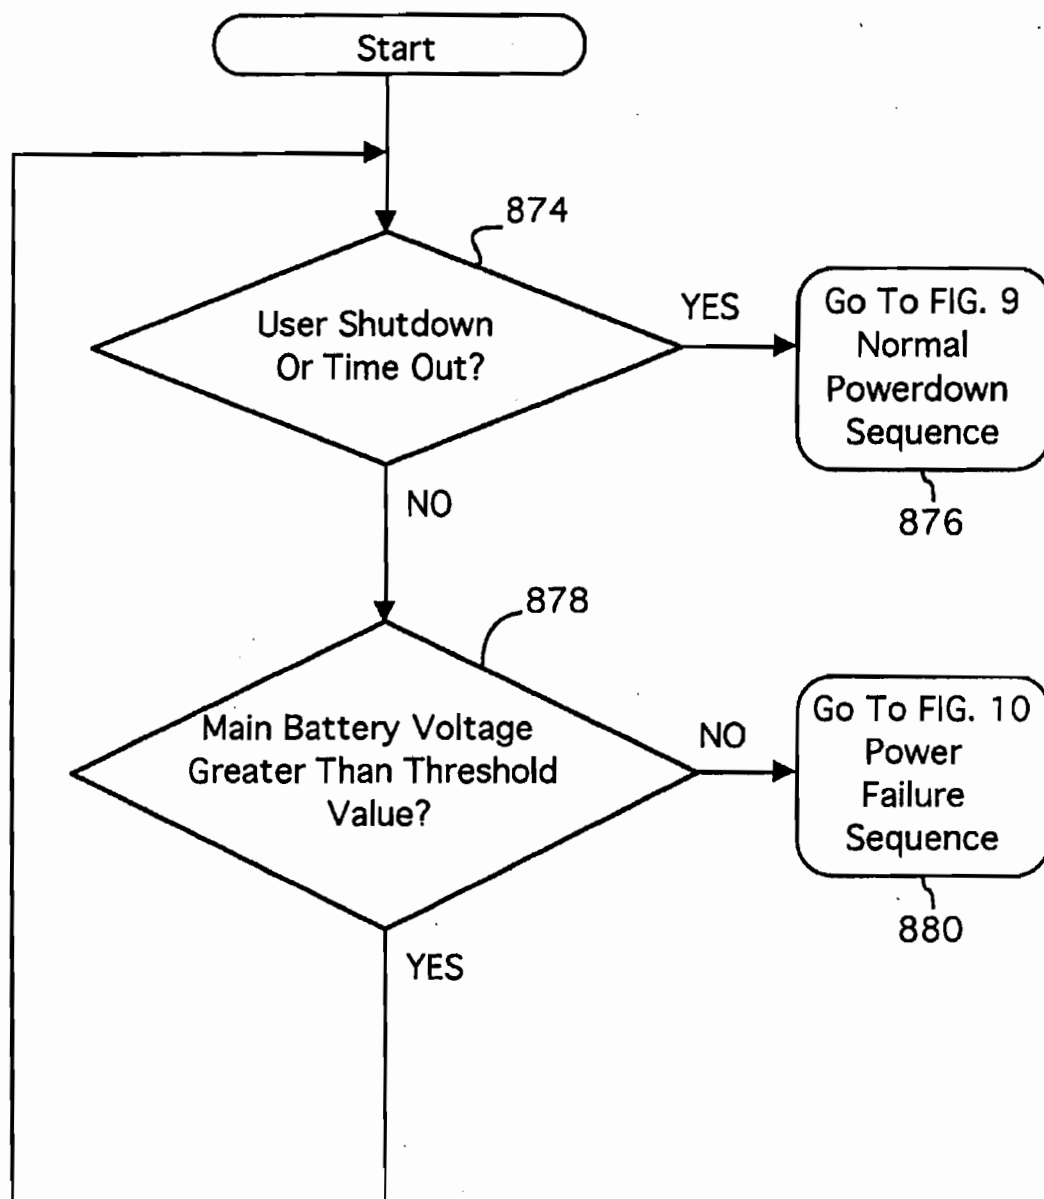 Start
874
User Shutdown
Or Time Out?
YES
Go To FIG. 9
Normal
Powerdown
Sequence
876
NO
878
Main Battery Voltage
Greater Than Threshold
Value?
NO
Go To FIG. 10
Power
Failure
Sequence
880
YES